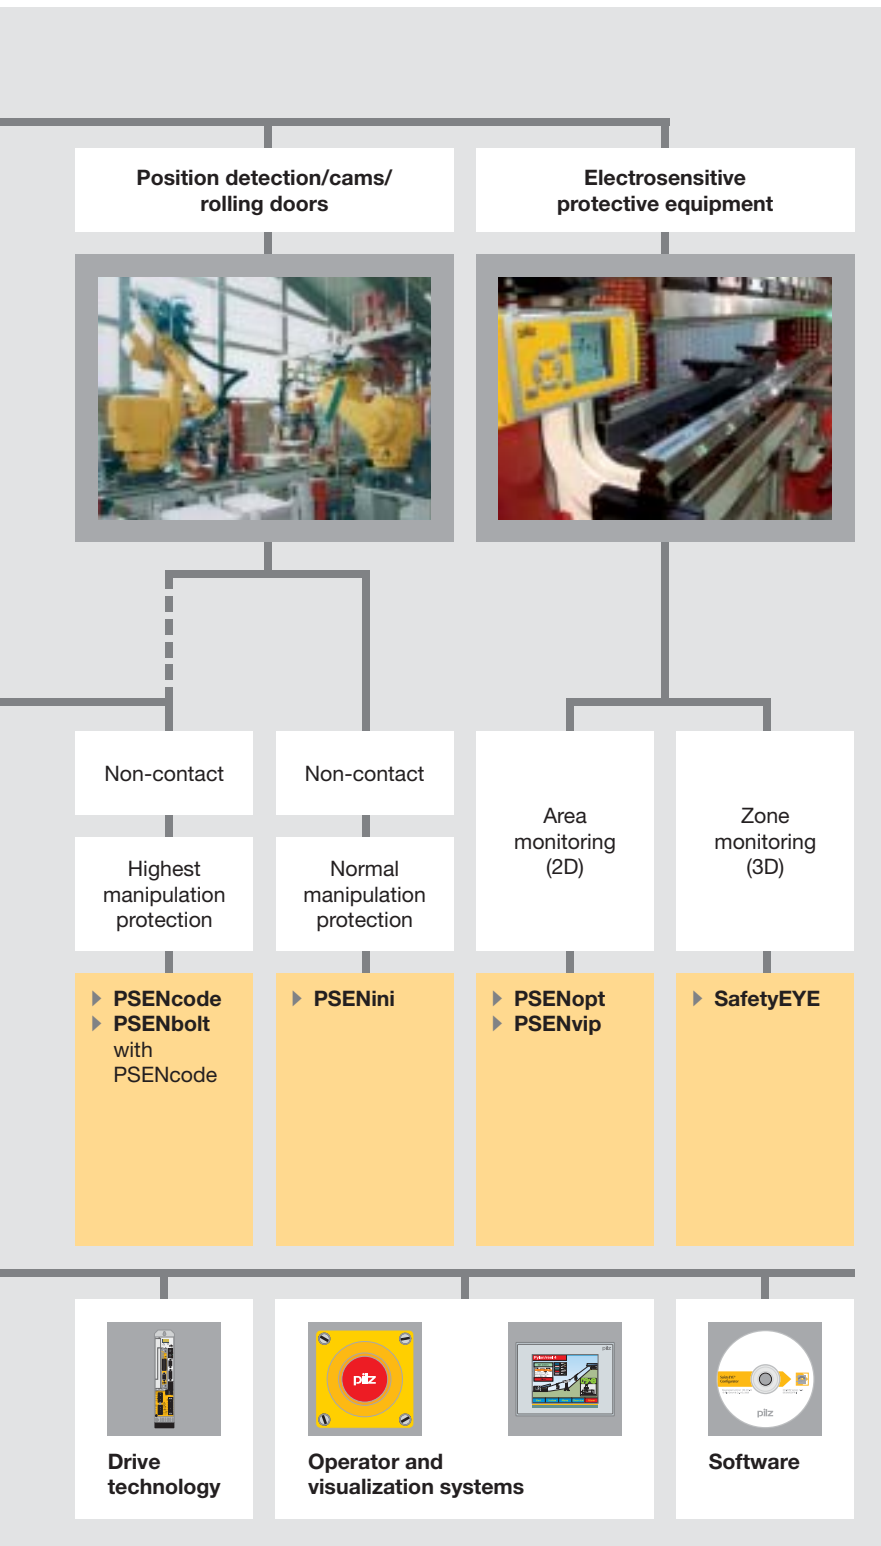 Position detection/cams/
rolling doors
Electrosensitive
protective equipment
pilz
Non-contact
Highest
manipulation
protection
Non-contact
Normal
manipulation
protection
Area
monitoring
(2D)
Zone
monitoring
(3D)
PSENcode
PSENbolt
with
PSENcode
PSENini
PSENopt
PSENvip
SafetyEYE
pilz
pilz
pilz
Drive
technology
Operator and
visualization systems
Software